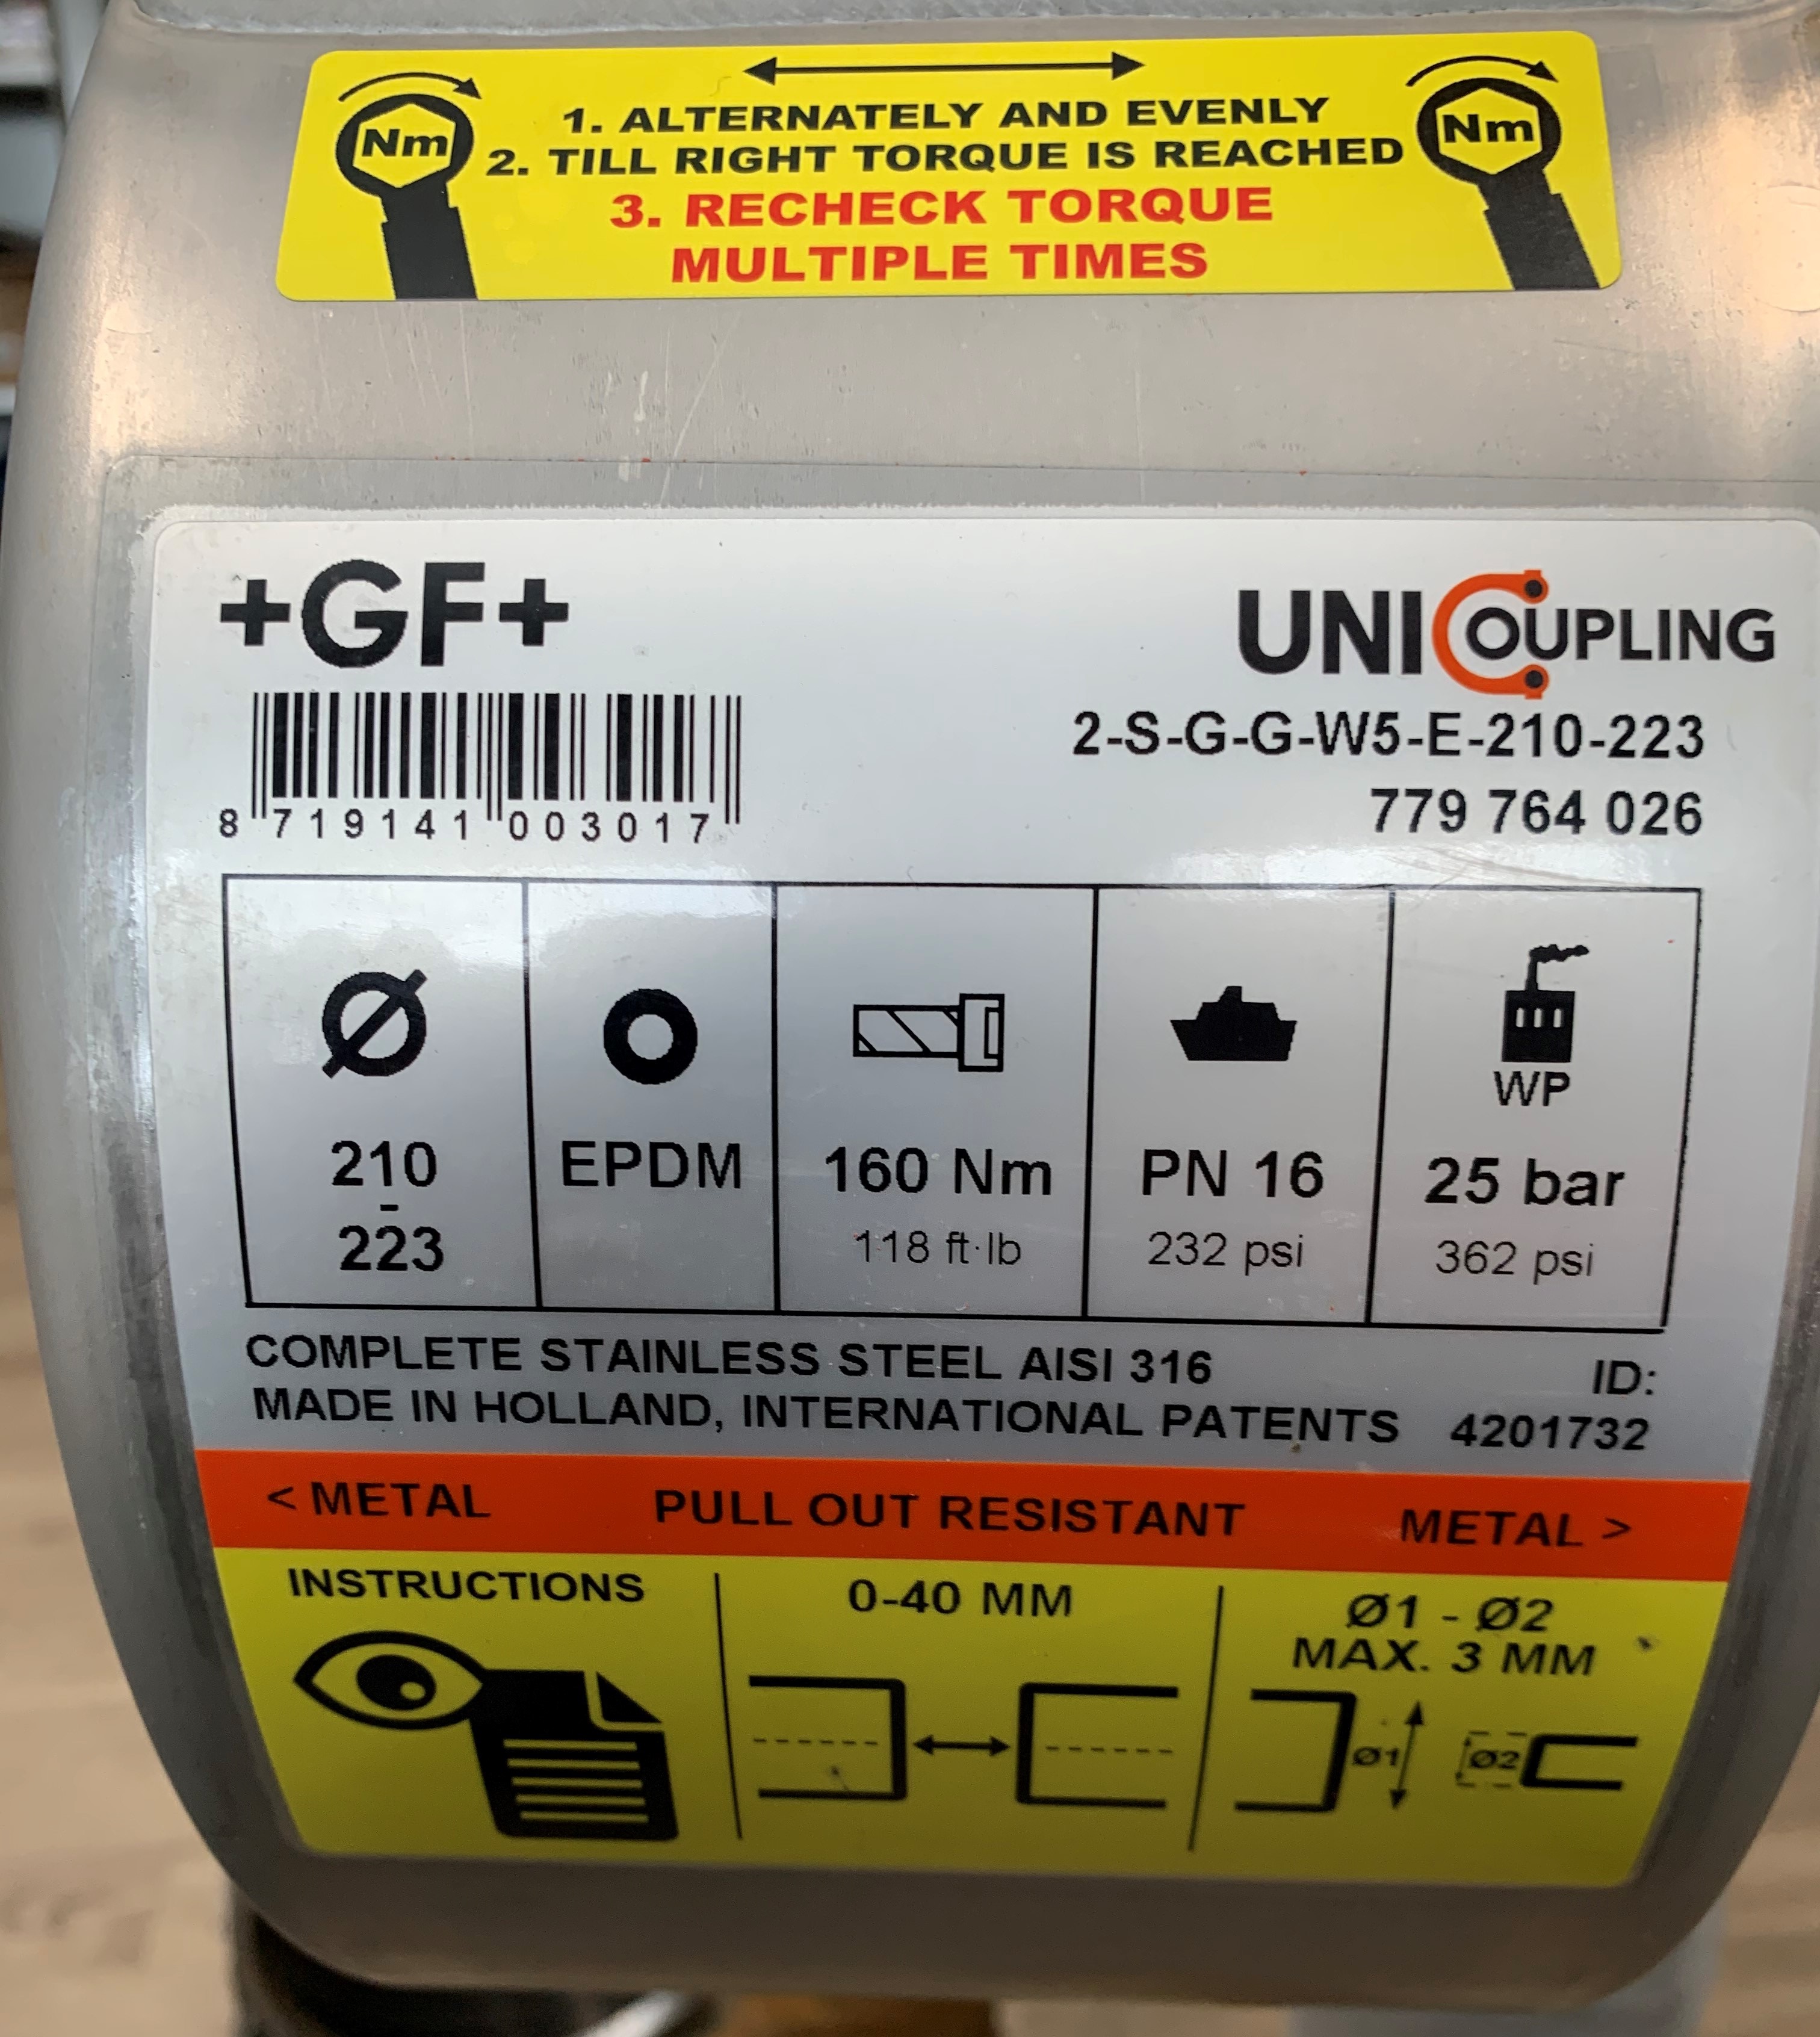 Nm
1. ALTERNATELY AND EVENLY
2. TILL RIGHT TORQUE IS REACHED
3. RECHECK TORQUE
MULTIPLE TIMES
Nm
+GF+
UNICOUPLING
2-S-G-G-W5-E-210-223
779 764 026
8 719141 003017
Ø
210
-
223
EPDM
160 Nm
118 ft·lb
PN 16
232 psi
WP
25 bar
362 psi
COMPLETE STAINLESS STEEL AISI 316
MADE IN HOLLAND, INTERNATIONAL PATENTS
ID:
4201732
< METAL PULL OUT RESISTANT METAL >
INSTRUCTIONS
0-40 MM
Ø1 - Ø2
MAX. 3 MM
Ø1
Ø2